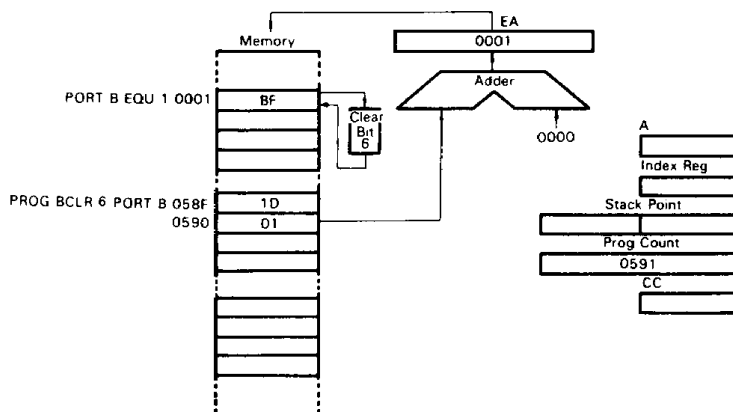 EA
Memory
0001
Adder
PORT B EQU 1 0001
BF
Clear
Bit
6
0000
A
Index Reg
PROG BCLR 6 PORT B 058F
1D
Stack Point
0590
01
Prog Count
0591
CC